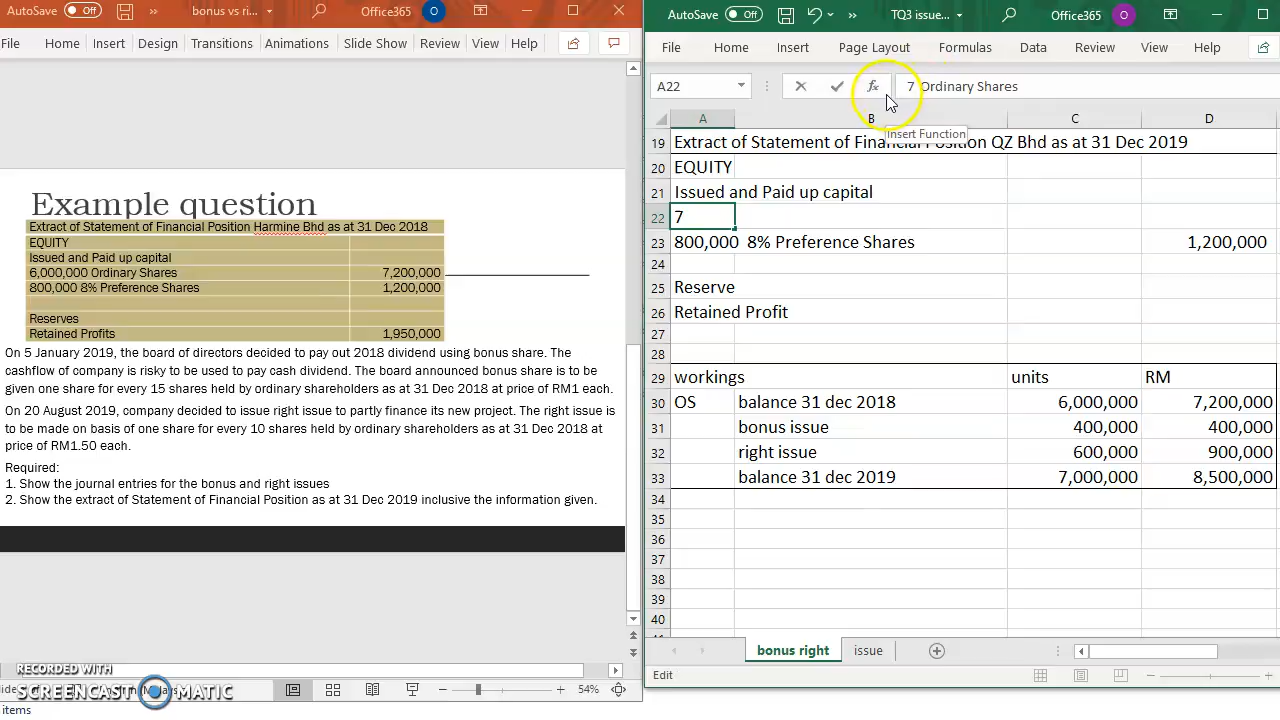 AutoSave Off » bonus vs ri... Office365 O
File Home Insert Design Transitions Animations Slide Show Review View Help
Example question
Extract of Statement of Financial Position Harmine Bhd as at 31 Dec 2018
EQUITY
Issued and Paid up capital
6,000,000 Ordinary Shares 7,200,000
800,000 8% Preference Shares 1,200,000
Reserves
Retained Profits 1,950,000
On 5 January 2019, the board of directors decided to pay out 2018 dividend using bonus share. The
cashflow of company is risky to be used to pay cash dividend. The board announced bonus share is to be
given one share for every 15 shares held by ordinary shareholders as at 31 Dec 2018 at price of RM1 each.
On 20 August 2019, company decided to issue right issue to partly finance its new project. The right issue is
to be made on basis of one share for every 10 shares held by ordinary shareholders as at 31 Dec 2018 at
price of RM1.50 each.
Required:
1. Show the journal entries for the bonus and right issues
2. Show the extract of Statement of Financial Position as at 31 Dec 2019 inclusive the information given.
RECORDED WITH
SCREENCAST MATIC
54%
items
AutoSave Off » TQ3 issue... Office365 O
File Home Insert Page Layout Formulas Data Review View Help
A22 fx 7 Ordinary Shares
Insert Function
A B C D
19 Extract of Statement of Financial Position QZ Bhd as at 31 Dec 2019
20 EQUITY
21 Issued and Paid up capital
22 7
23 800,000 8% Preference Shares 1,200,000
24
25 Reserve
26 Retained Profit
27
28
29 workings units RM
30 OS balance 31 dec 2018 6,000,000 7,200,000
31 bonus issue 400,000 400,000
32 right issue 600,000 900,000
33 balance 31 dec 2019 7,000,000 8,500,000
34
35
36
37
38
39
40
bonus right issue
Edit